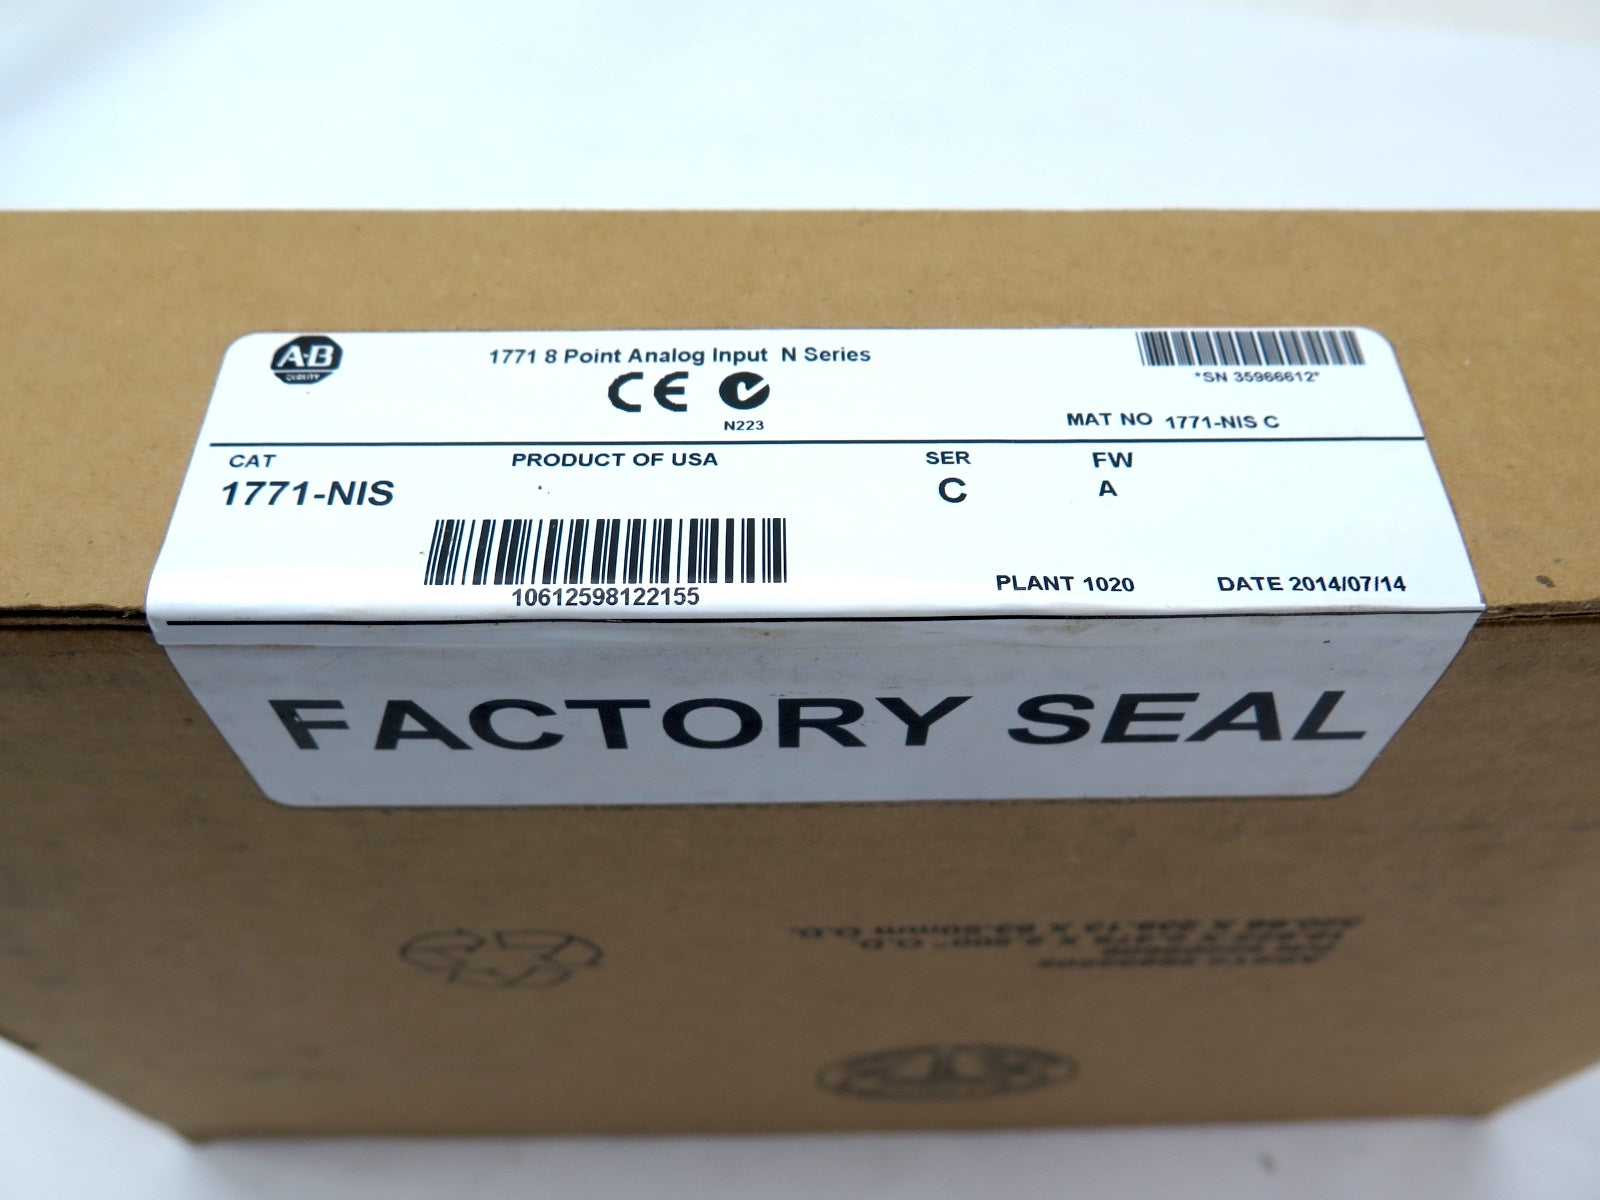 A·B
QUALITY
1771 8 Point Analog Input N Series
*SN 35966612*
CE
N223
MAT NO 1771-NIS C
CAT
PRODUCT OF USA
SER
FW
1771-NIS
C
A
10612598122155
PLANT 1020
DATE 2014/07/14
FACTORY SEAL